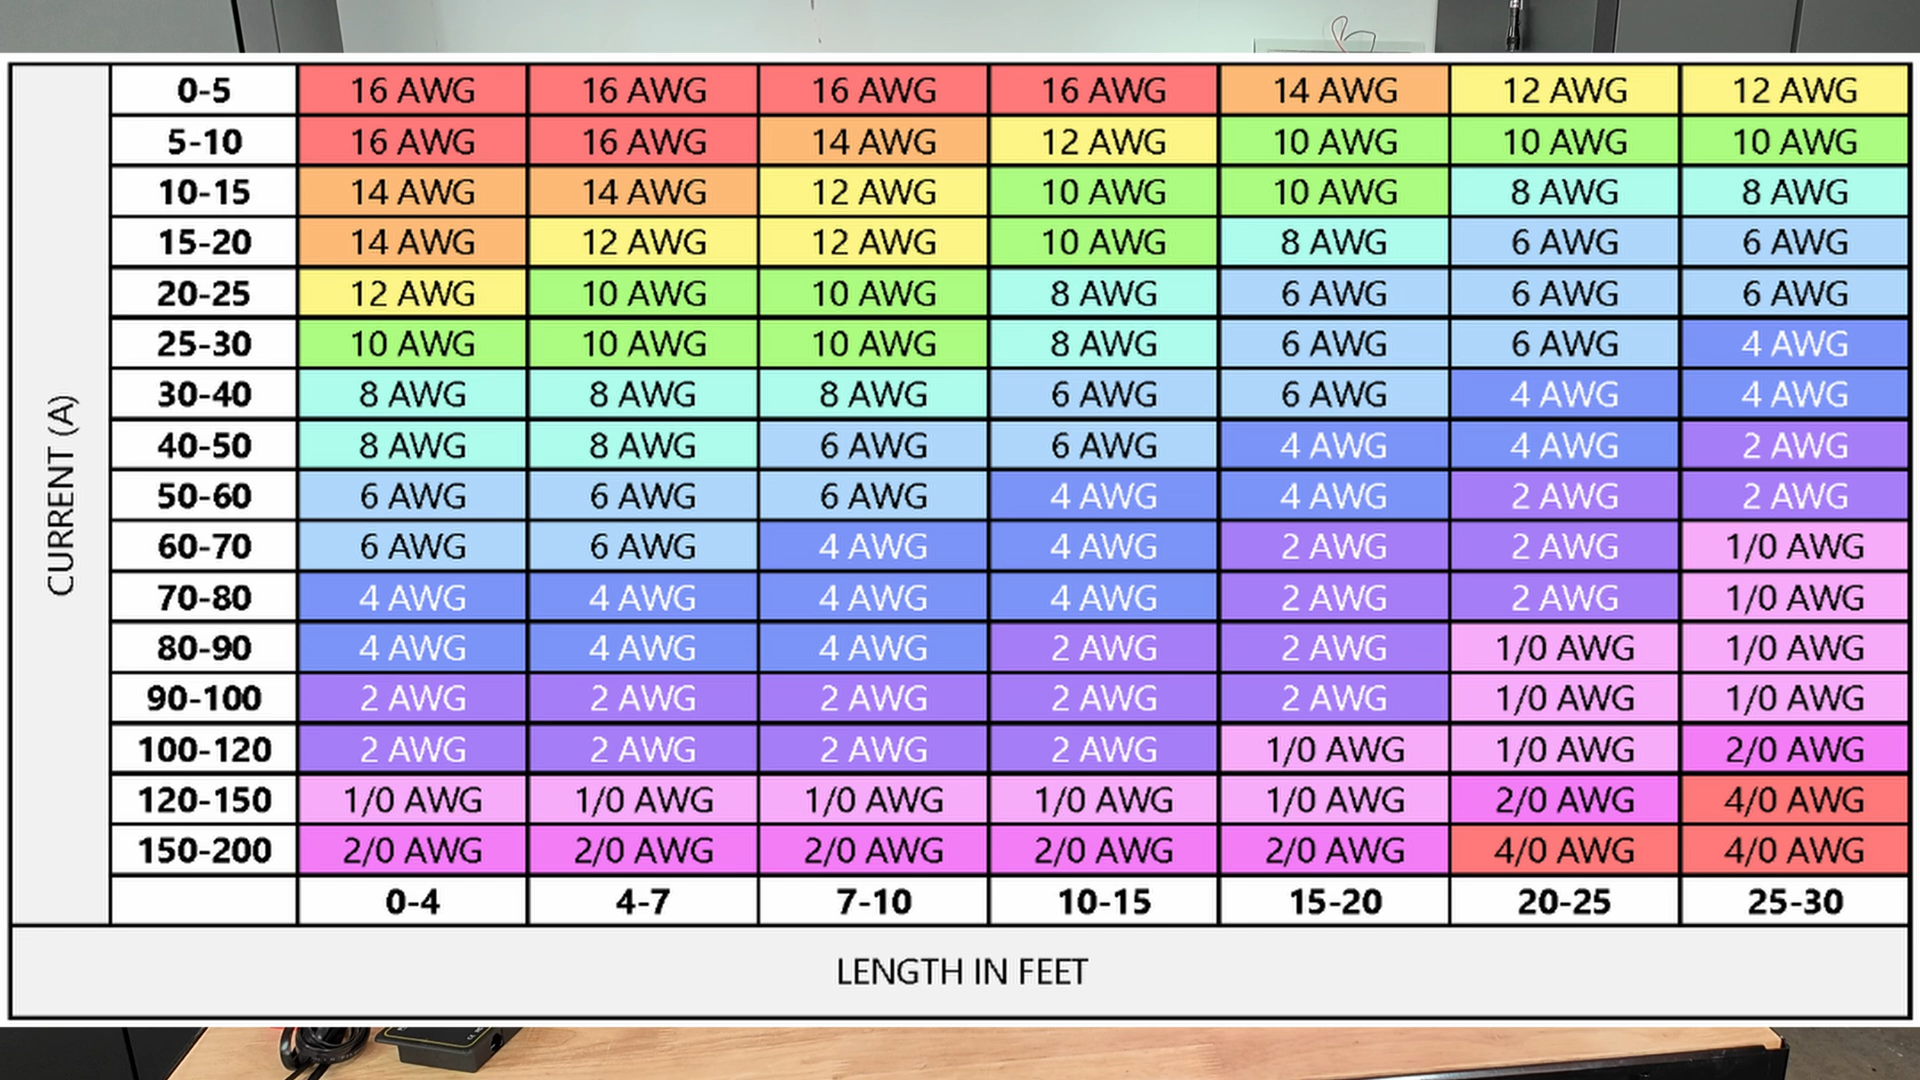 0-5 16 AWG 16 AWG 16 AWG 16 AWG 14 AWG 12 AWG 12 AWG
5-10 16 AWG 16 AWG 14 AWG 12 AWG 10 AWG 10 AWG 10 AWG
10-15 14 AWG 14 AWG 12 AWG 10 AWG 10 AWG 8 AWG 8 AWG
15-20 14 AWG 12 AWG 12 AWG 10 AWG 8 AWG 6 AWG 6 AWG
20-25 12 AWG 10 AWG 10 AWG 8 AWG 6 AWG 6 AWG 6 AWG
25-30 10 AWG 10 AWG 10 AWG 8 AWG 6 AWG 6 AWG 4 AWG
30-40 8 AWG 8 AWG 8 AWG 6 AWG 6 AWG 4 AWG 4 AWG
40-50 8 AWG 8 AWG 6 AWG 6 AWG 4 AWG 4 AWG 2 AWG
50-60 6 AWG 6 AWG 6 AWG 4 AWG 4 AWG 2 AWG 2 AWG
60-70 6 AWG 6 AWG 4 AWG 4 AWG 2 AWG 2 AWG 1/0 AWG
70-80 4 AWG 4 AWG 4 AWG 4 AWG 2 AWG 2 AWG 1/0 AWG
80-90 4 AWG 4 AWG 4 AWG 2 AWG 2 AWG 1/0 AWG 1/0 AWG
90-100 2 AWG 2 AWG 2 AWG 2 AWG 2 AWG 1/0 AWG 1/0 AWG
100-120 2 AWG 2 AWG 2 AWG 2 AWG 1/0 AWG 1/0 AWG 2/0 AWG
120-150 1/0 AWG 1/0 AWG 1/0 AWG 1/0 AWG 1/0 AWG 2/0 AWG 4/0 AWG
150-200 2/0 AWG 2/0 AWG 2/0 AWG 2/0 AWG 2/0 AWG 4/0 AWG 4/0 AWG
0-4 4-7 7-10 10-15 15-20 20-25 25-30
CURRENT (A)
LENGTH IN FEET